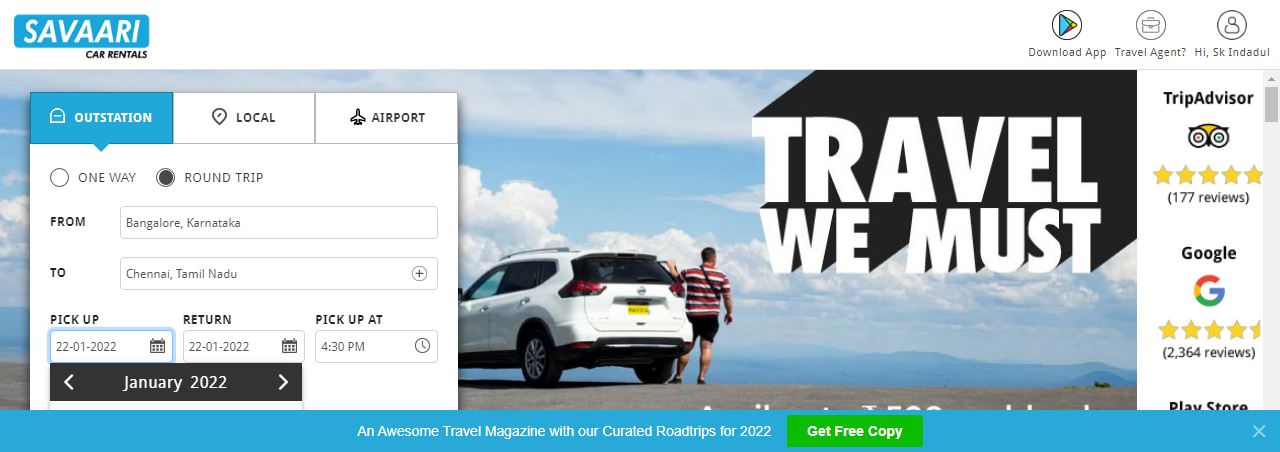 SAVAARI
CAR RENTALS
Download App
Travel Agent?
Hi, Sk Indadul
OUTSTATION
LOCAL
AIRPORT
ONE WAY
ROUND TRIP
FROM
Bangalore, Karnataka
TO
Chennai, Tamil Nadu
PICK UP
RETURN
PICK UP AT
22-01-2022
22-01-2022
4:30 PM
January 2022
TRAVEL
WE MUST
TripAdvisor
(177 reviews)
Google
(2,364 reviews)
Play Store
An Awesome Travel Magazine with our Curated Roadtrips for 2022
Get Free Copy